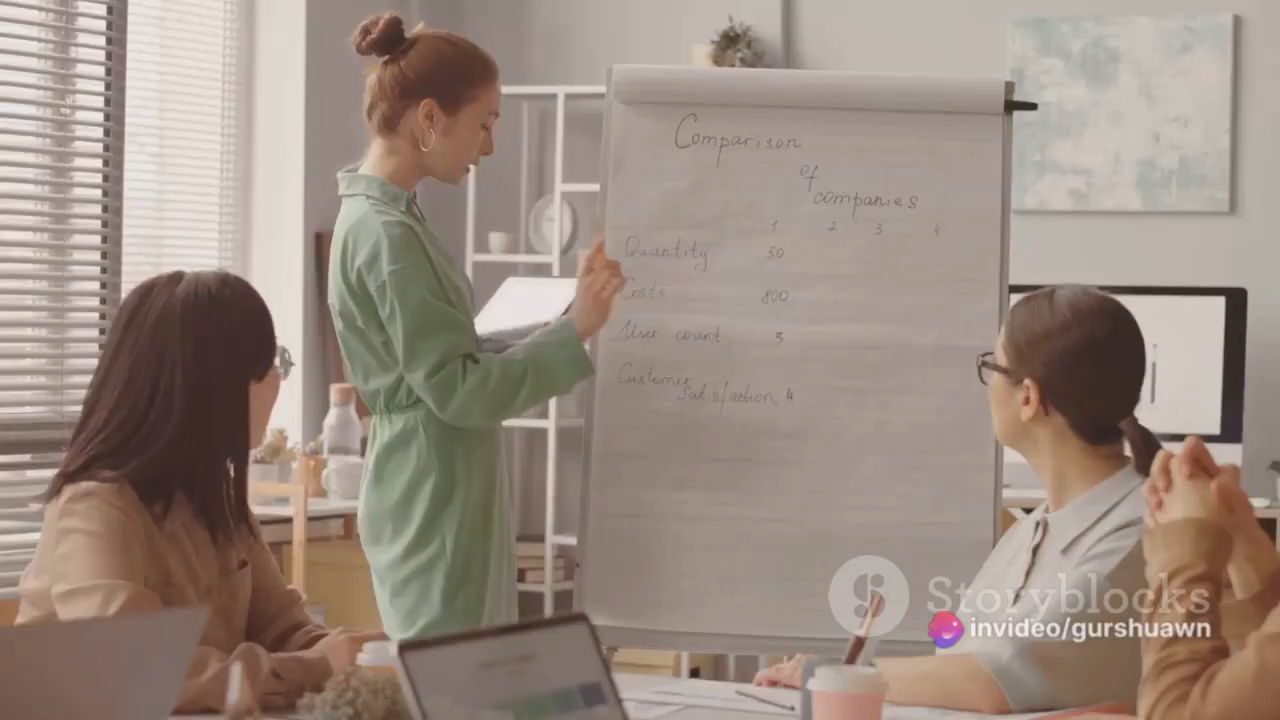 Comparison
of
companies
1 2 3 4
Quantity 50
Costs 800
User count 3
Customer
satisfaction 4
Storyblocks
invideo/gurshuawn